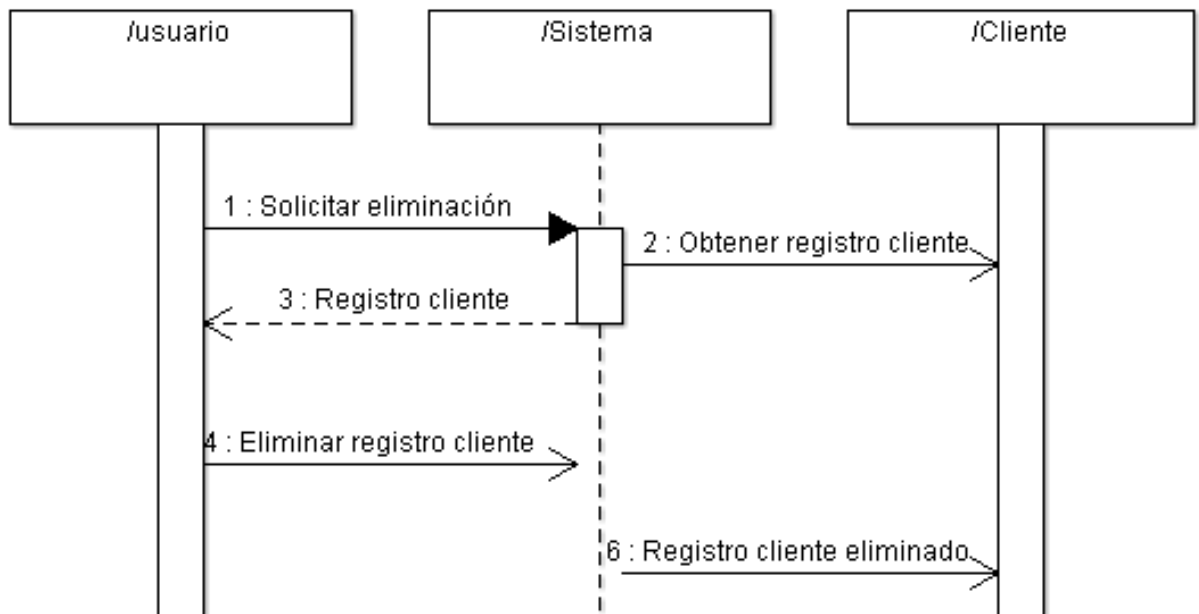 /usuario
/Sistema
/Cliente
1 : Solicitar eliminación
2 : Obtener registro cliente
3 : Registro cliente
4 : Eliminar registro cliente
6 : Registro cliente eliminado